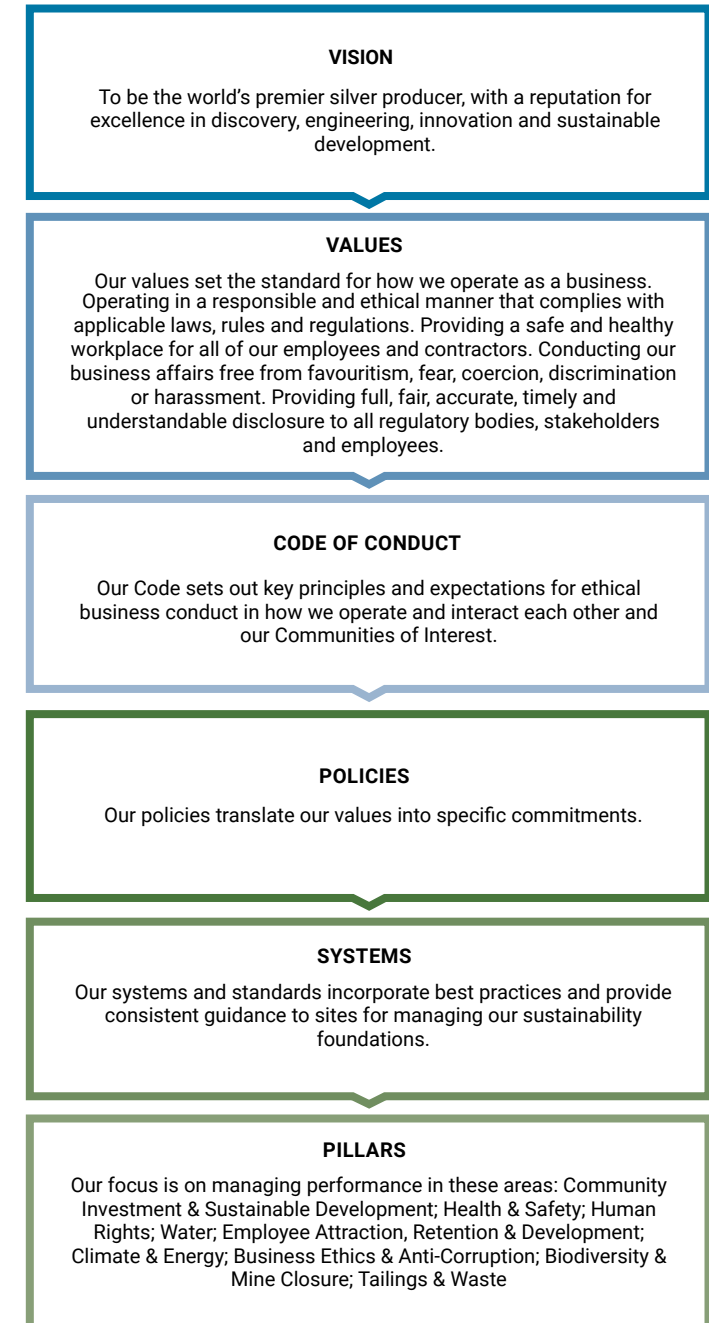 VISION
To be the world's premier silver producer, with a reputation for
excellence in discovery, engineering, innovation and sustainable
development.
VALUES
Our values set the standard for how we operate as a business.
Operating in a responsible and ethical manner that complies with
applicable laws, rules and regulations. Providing a safe and healthy
workplace for all of our employees and contractors. Conducting our
business affairs free from favouritism, fear, coercion, discrimination
or harassment. Providing full, fair, accurate, timely and
understandable disclosure to all regulatory bodies, stakeholders
and employees.
CODE OF CONDUCT
Our Code sets out key principles and expectations for ethical
business conduct in how we operate and interact each other and
our Communities of Interest.
POLICIES
Our policies translate our values into specific commitments.
SYSTEMS
Our systems and standards incorporate best practices and provide
consistent guidance to sites for managing our sustainability
foundations.
PILLARS
Our focus is on managing performance in these areas: Community
Investment & Sustainable Development; Health & Safety; Human
Rights; Water; Employee Attraction, Retention & Development;
Climate & Energy; Business Ethics & Anti-Corruption; Biodiversity &
Mine Closure; Tailings & Waste